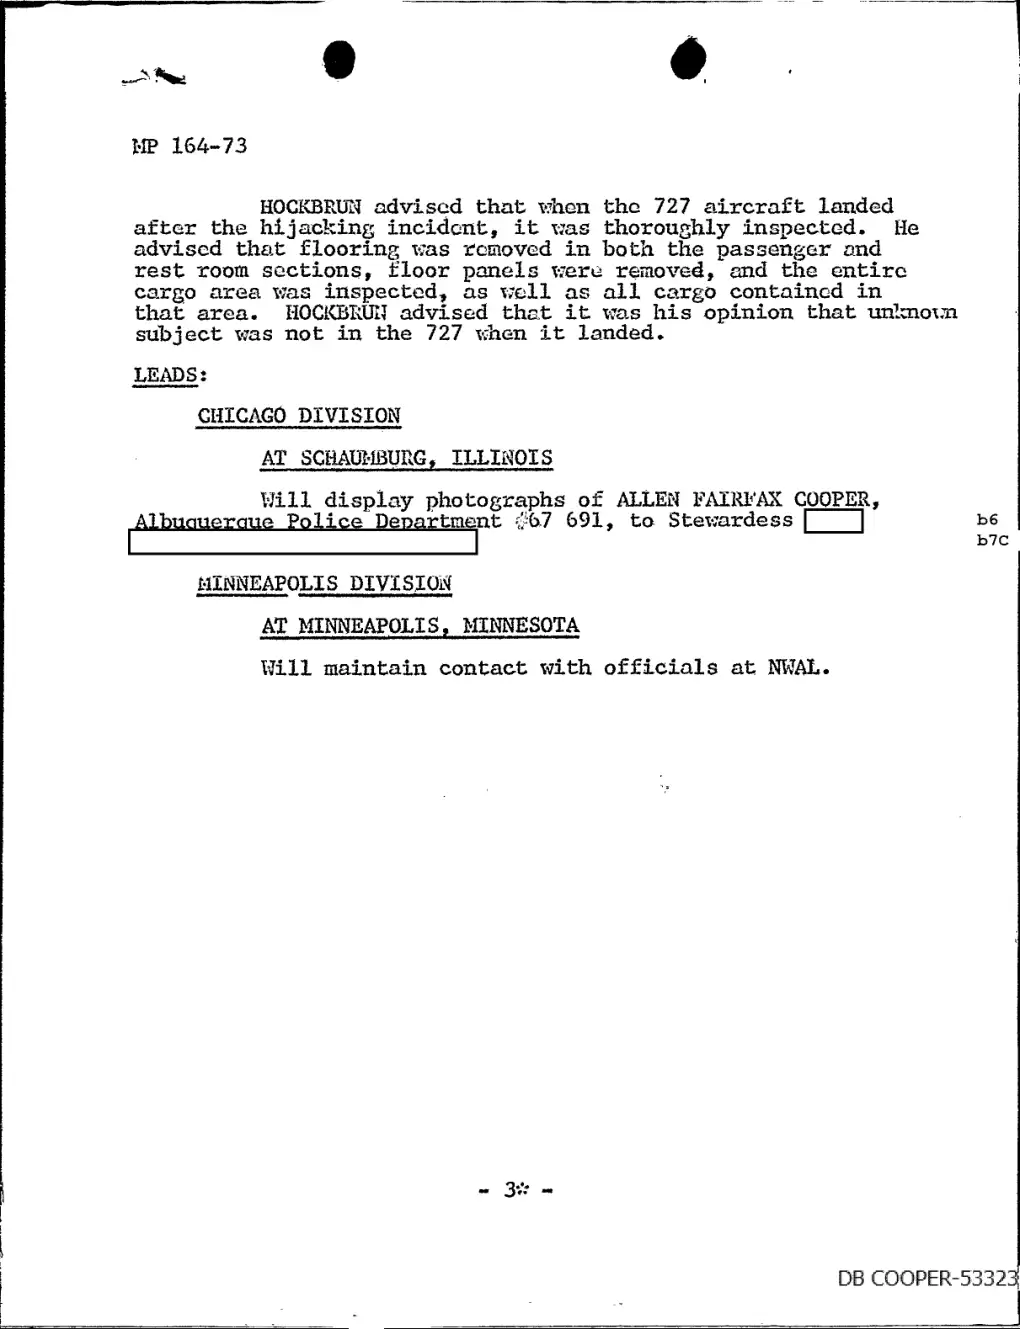 MP 164-73
HOCKBRUN advised that when the 727 aircraft landed
after the hijacking incident, it was thoroughly inspected. He
advised that flooring was removed in both the passenger and
rest room sections, floor panels were removed, and the entire
cargo area was inspected, as well as all cargo contained in
that area. HOCKBRUN advised that it was his opinion that unknown
subject was not in the 727 when it landed.
LEADS:
CHICAGO DIVISION
AT SCHAUMBURG, ILLINOIS
Will display photographs of ALLEN FAIRFAX COOPER,
Albuquerque Police Department #67 691, to Stewardess
b6
b7C
MINNEAPOLIS DIVISION
AT MINNEAPOLIS, MINNESOTA
Will maintain contact with officials at NWAL.
- 3* -
DB COOPER-53323